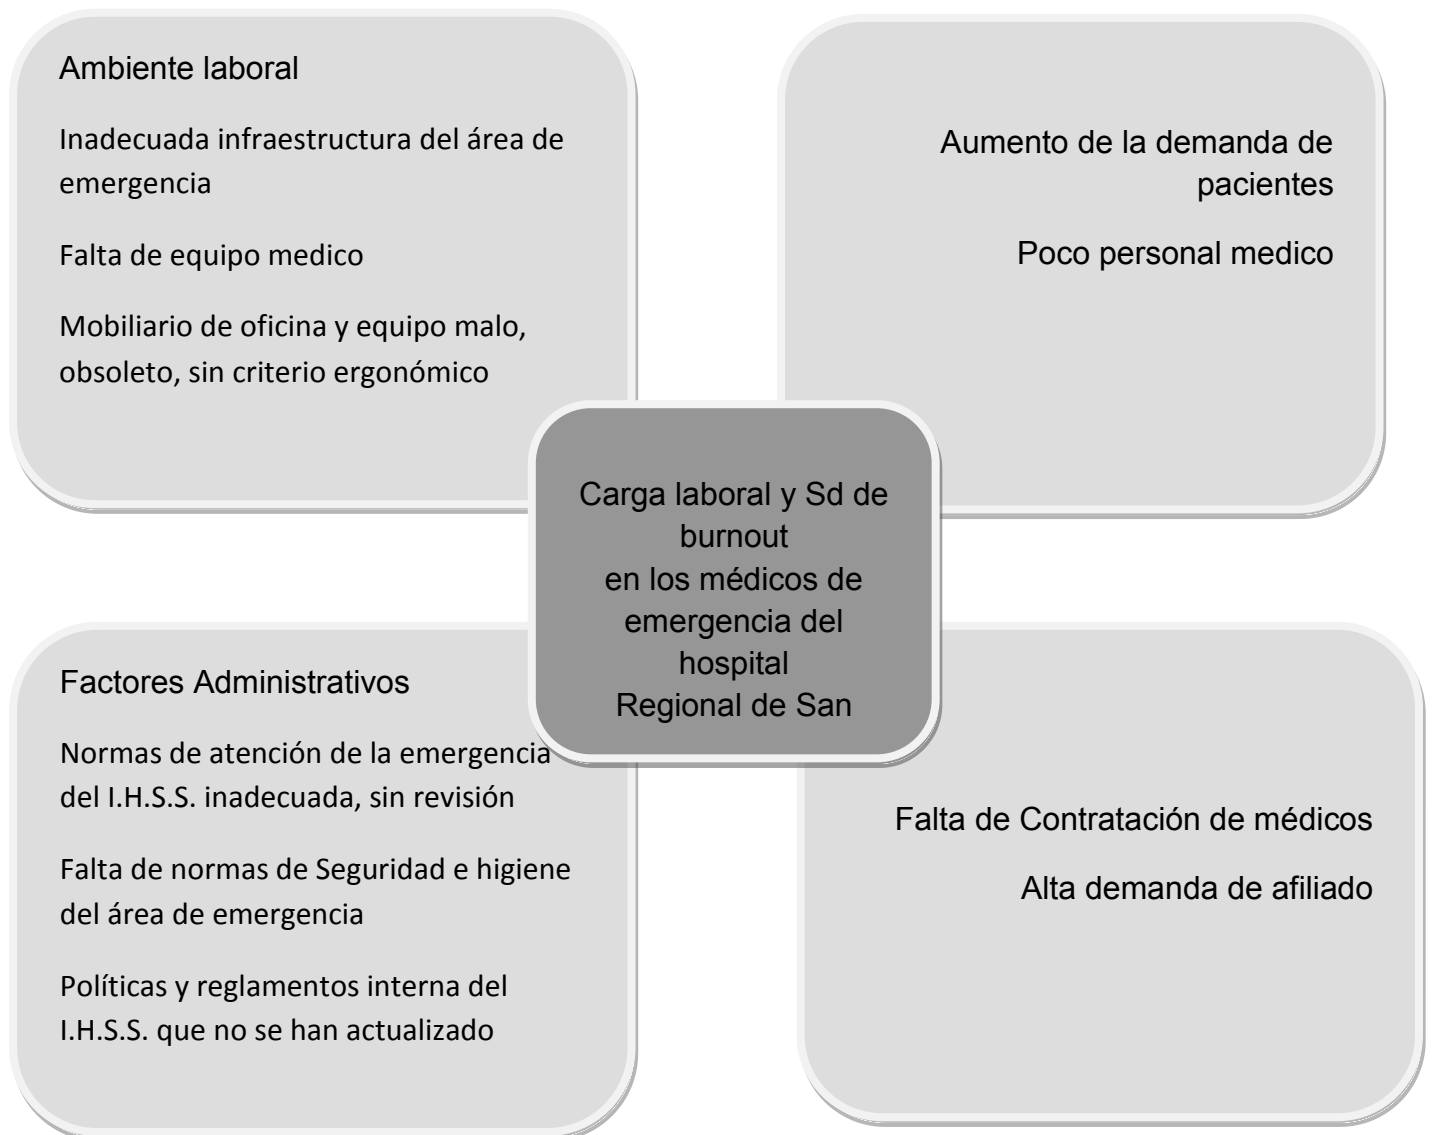 Ambiente laboral
Inadecuada infraestructura del área de
emergencia
Falta de equipo medico
Mobiliario de oficina y equipo malo,
obsoleto, sin criterio ergonómico
Aumento de la demanda de
pacientes
Poco personal medico
Carga laboral y Sd de
burnout
en los médicos de
emergencia del
hospital
Regional de San
Factores Administrativos
Normas de atención de la emergencia
del I.H.S.S. inadecuada, sin revisión
Falta de normas de Seguridad e higiene
del área de emergencia
Políticas y reglamentos interna del
I.H.S.S. que no se han actualizado
Falta de Contratación de médicos
Alta demanda de afiliado